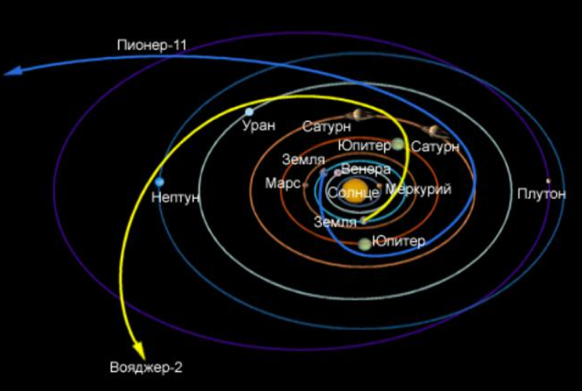 Пионер-11
Уран
Сатурн
Юпитер
Сатурн
Земля
Венера
Марс
Солнце
Меркурий
Нептун
Плутон
Земля
Юпитер
Вояджер-2